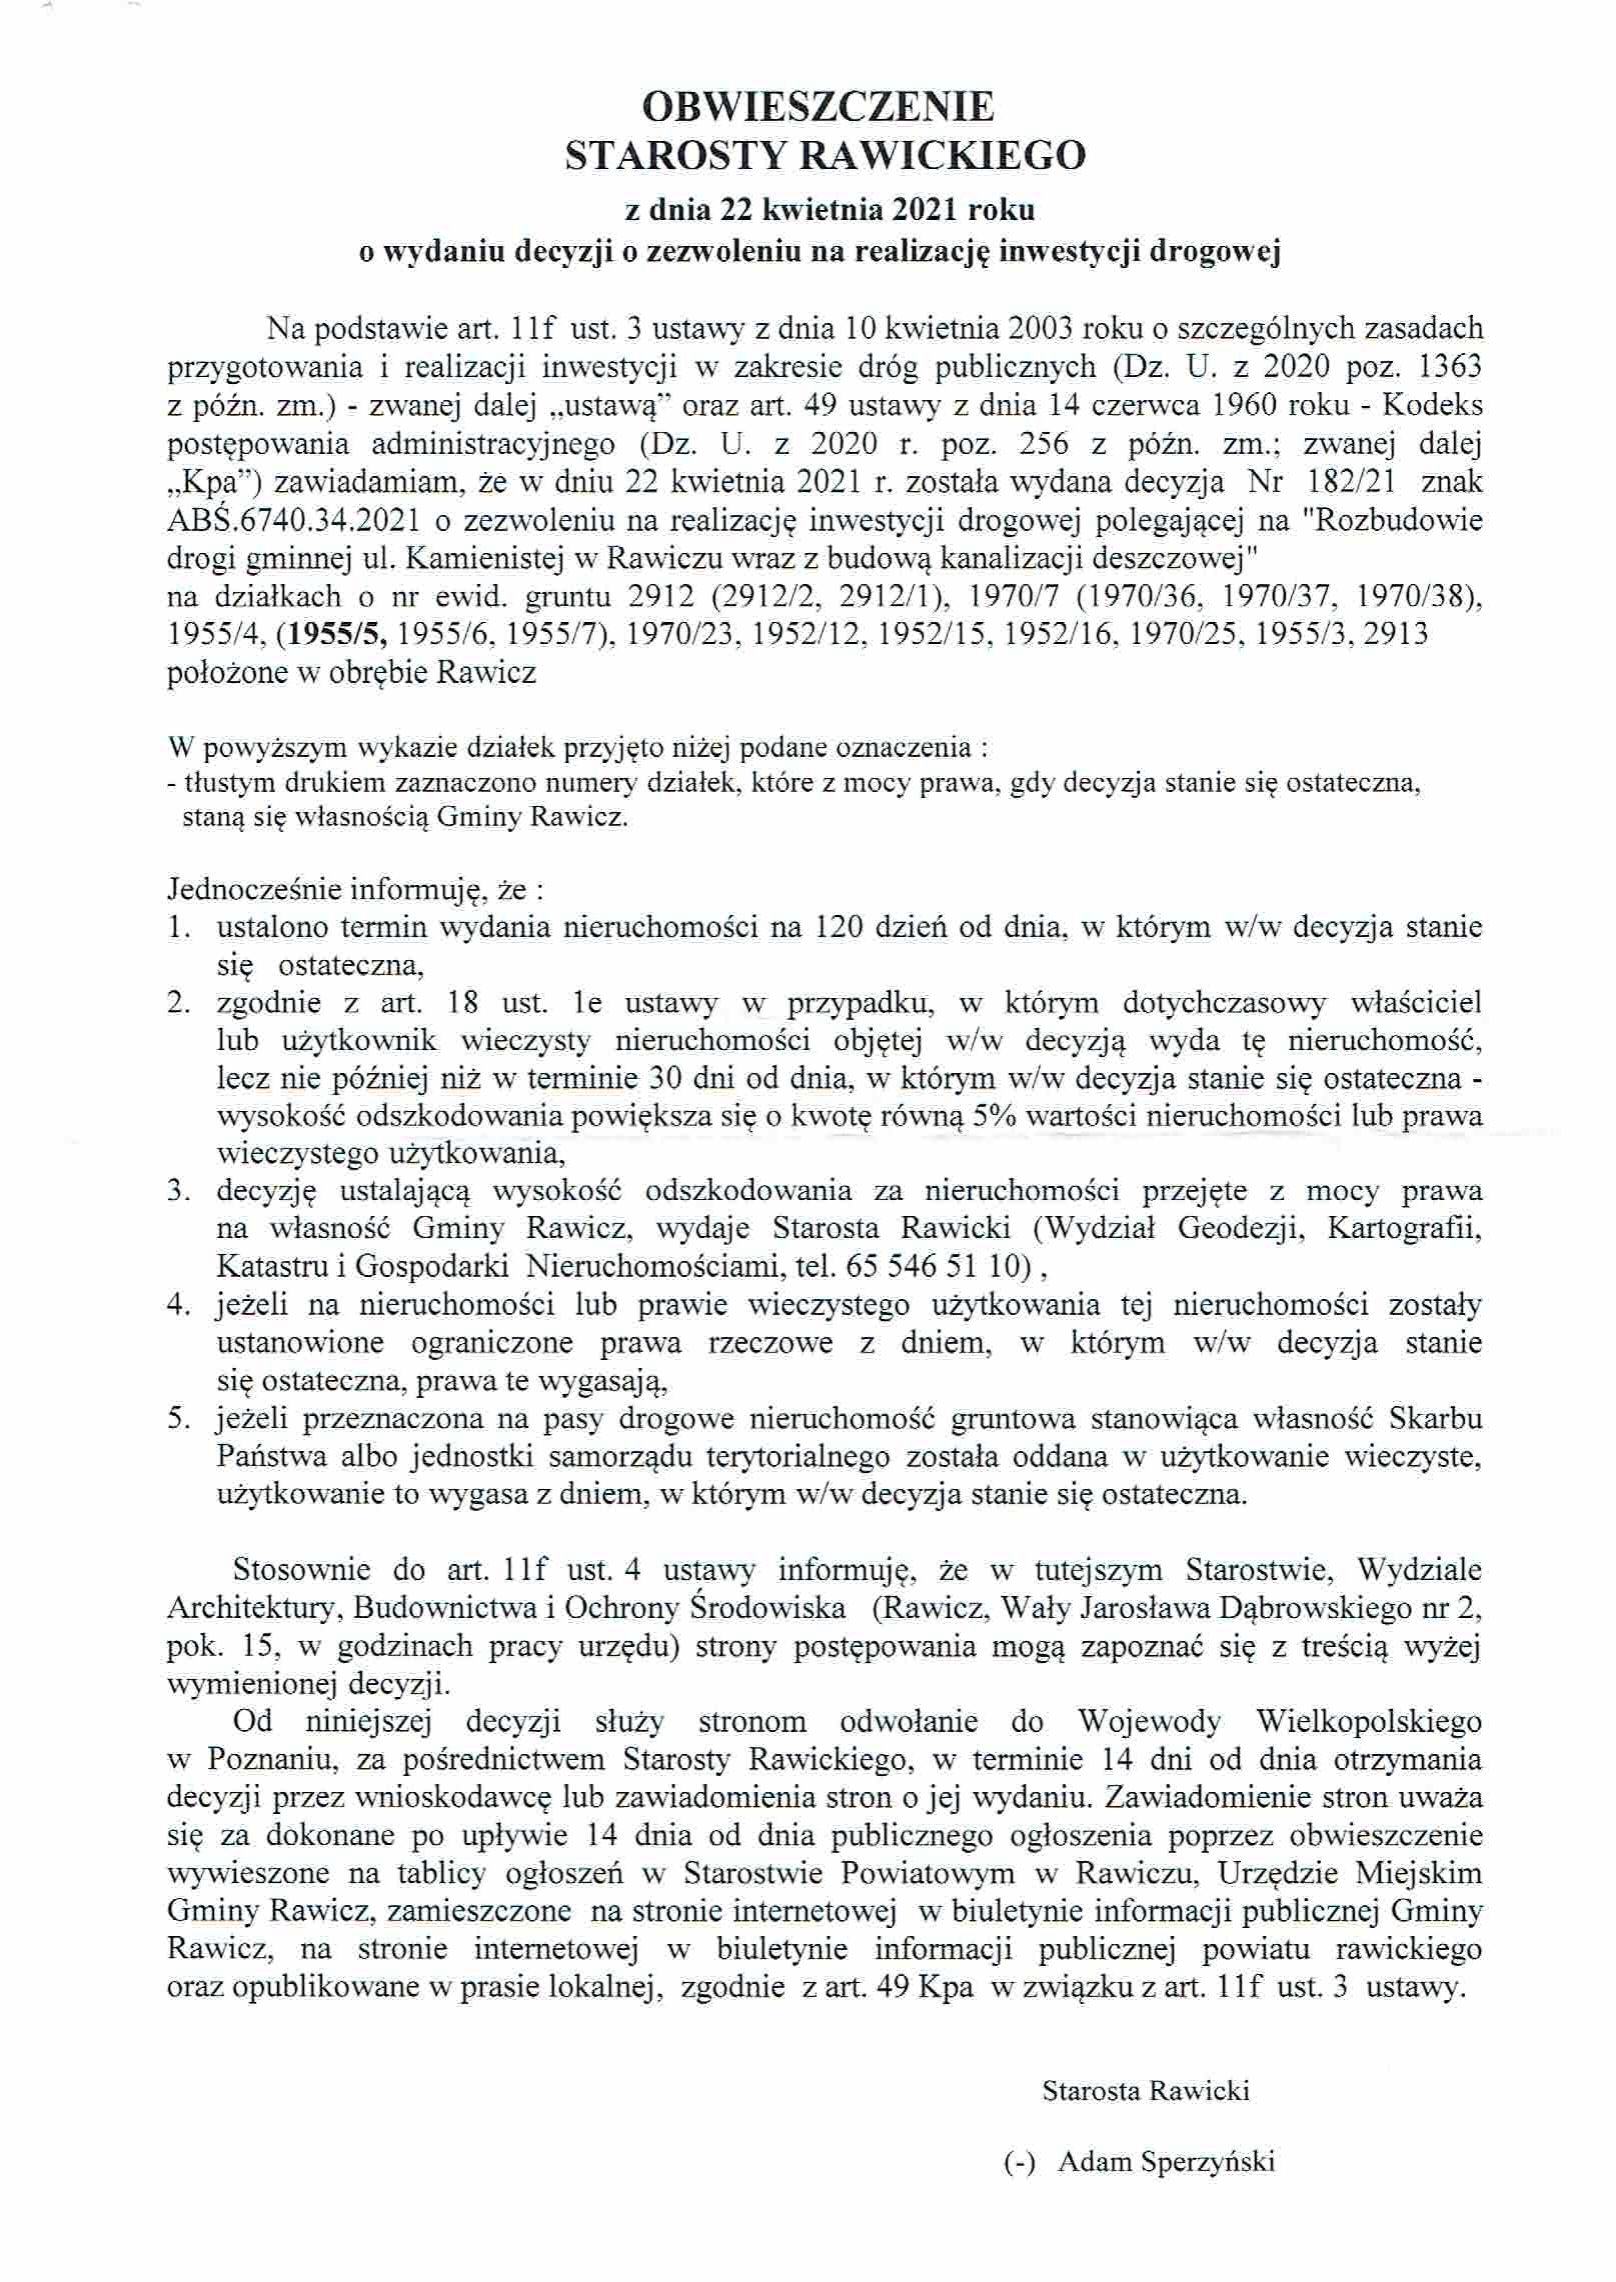 OBWIESZCZENIE
STAROSTY RAWICKIEGO
z dnia 22 kwietnia 2021 roku
o wydaniu decyzji o zezwoleniu na realizację inwestycji drogowej
Na podstawie art. 11f ust. 3 ustawy z dnia 10 kwietnia 2003 roku o szczególnych zasadach
przygotowania i realizacji inwestycji w zakresie dróg publicznych (Dz. U. z 2020 poz. 1363
z późn. zm.) - zwanej dalej „ustawą” oraz art. 49 ustawy z dnia 14 czerwca 1960 roku - Kodeks
postępowania administracyjnego (Dz. U. z 2020 r. poz. 256 z późn. zm.; zwanej dalej
„Kpa”) zawiadamiam, że w dniu 22 kwietnia 2021 r. została wydana decyzja Nr 182/21 znak
ABŚ.6740.34.2021 o zezwoleniu na realizację inwestycji drogowej polegającej na "Rozbudowie
drogi gminnej ul. Kamienistej w Rawiczu wraz z budową kanalizacji deszczowej"
na działkach o nr ewid. gruntu 2912 (2912/2, 2912/1), 1970/7 (1970/36, 1970/37, 1970/38),
1955/4, (1955/5, 1955/6, 1955/7), 1970/23, 1952/12, 1952/15, 1952/16, 1970/25, 1955/3, 2913
położone w obrębie Rawicz
W powyższym wykazie działek przyjęto niżej podane oznaczenia :
- tłustym drukiem zaznaczono numery działek, które z mocy prawa, gdy decyzja stanie się ostateczna,
staną się własnością Gminy Rawicz.
Jednocześnie informuję, że :
1. ustalono termin wydania nieruchomości na 120 dzień od dnia, w którym w/w decyzja stanie
się ostateczna,
2. zgodnie z art. 18 ust. 1e ustawy w przypadku, w którym dotychczasowy właściciel
lub użytkownik wieczysty nieruchomości objętej w/w decyzją wyda tę nieruchomość,
lecz nie później niż w terminie 30 dni od dnia, w którym w/w decyzja stanie się ostateczna -
wysokość odszkodowania powiększa się o kwotę równą 5% wartości nieruchomości lub prawa
wieczystego użytkowania,
3. decyzję ustalającą wysokość odszkodowania za nieruchomości przejęte z mocy prawa
na własność Gminy Rawicz, wydaje Starosta Rawicki (Wydział Geodezji, Kartografii,
Katastru i Gospodarki Nieruchomościami, tel. 65 546 51 10) ,
4. jeżeli na nieruchomości lub prawie wieczystego użytkowania tej nieruchomości zostały
ustanowione ograniczone prawa rzeczowe z dniem, w którym w/w decyzja stanie
się ostateczna, prawa te wygasają,
5. jeżeli przeznaczona na pasy drogowe nieruchomość gruntowa stanowiąca własność Skarbu
Państwa albo jednostki samorządu terytorialnego została oddana w użytkowanie wieczyste,
użytkowanie to wygasa z dniem, w którym w/w decyzja stanie się ostateczna.
Stosownie do art. 11f ust. 4 ustawy informuję, że w tutejszym Starostwie, Wydziale
Architektury, Budownictwa i Ochrony Środowiska (Rawicz, Wały Jarosława Dąbrowskiego nr 2,
pok. 15, w godzinach pracy urzędu) strony postępowania mogą zapoznać się z treścią wyżej
wymienionej decyzji.
Od niniejszej decyzji służy stronom odwołanie do Wojewody Wielkopolskiego
w Poznaniu, za pośrednictwem Starosty Rawickiego, w terminie 14 dni od dnia otrzymania
decyzji przez wnioskodawcę lub zawiadomienia stron o jej wydaniu. Zawiadomienie stron uważa
się za dokonane po upływie 14 dnia od dnia publicznego ogłoszenia poprzez obwieszczenie
wywieszone na tablicy ogłoszeń w Starostwie Powiatowym w Rawiczu, Urzędzie Miejskim
Gminy Rawicz, zamieszczone na stronie internetowej w biuletynie informacji publicznej Gminy
Rawicz, na stronie internetowej w biuletynie informacji publicznej powiatu rawickiego
oraz opublikowane w prasie lokalnej, zgodnie z art. 49 Kpa w związku z art. 11f ust. 3 ustawy.
Starosta Rawicki
(-) Adam Sperzyński